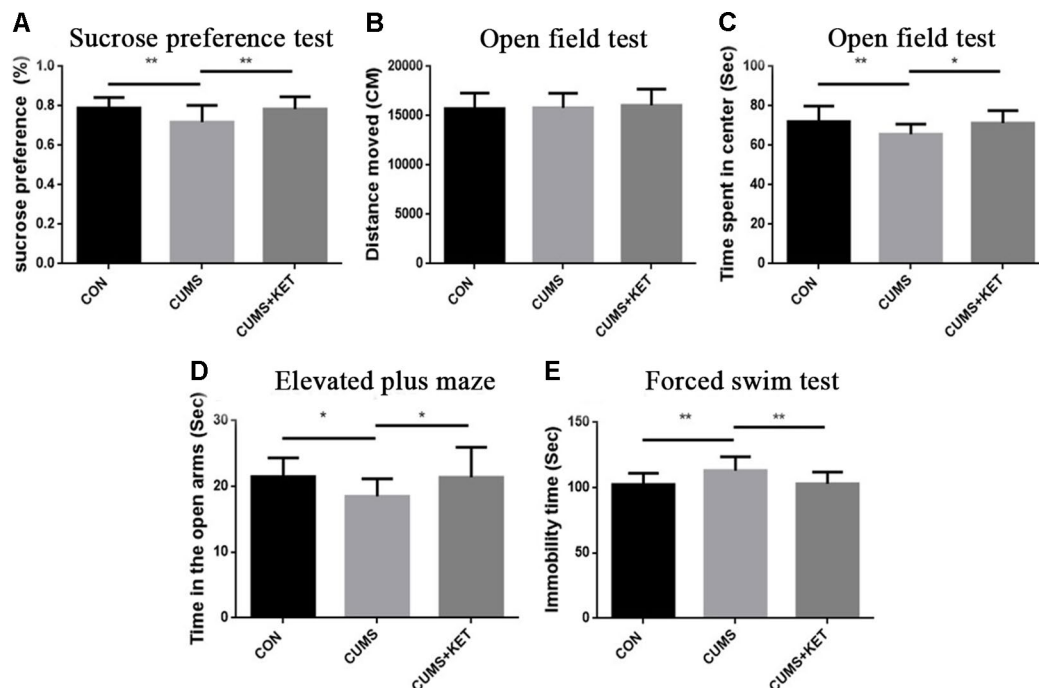 A
Sucrose preference test
sucrose preference (%)
1.0
0.8
0.6
0.4
0.2
0.0
**
**
CON
CUMS
CUMS+KET
B
Open field test
Distance moved (CM)
20000
15000
10000
5000
0
CON
CUMS
CUMS+KET
C
Open field test
Time spent in center (Sec)
100
80
60
40
20
0
**
*
CON
CUMS
CUMS+KET
D
Elevated plus maze
Time in the open arms (Sec)
30
20
10
0
*
*
CON
CUMS
CUMS+KET
E
Forced swim test
Immobility time (Sec)
150
100
50
0
**
**
CON
CUMS
CUMS+KET